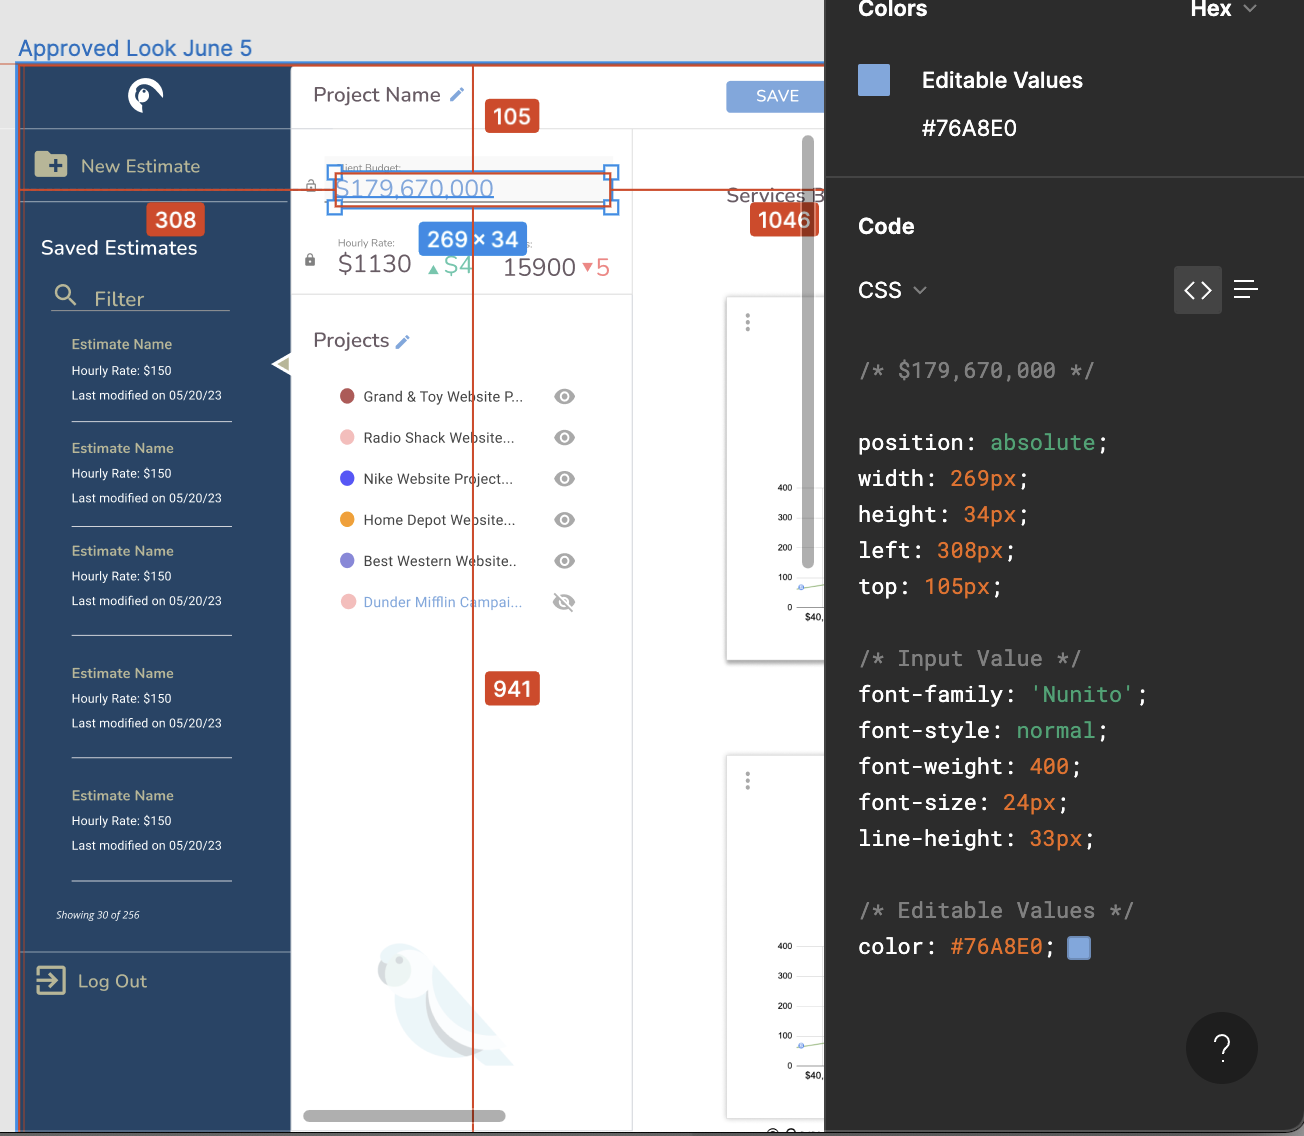 Approved Look June 5
Project Name
SAVE
105
New Estimate
$179,670,000
308
269 × 34
1046
Services B
Saved Estimates
Hourly Rate:
$1130
$4
15900
5
Filter
Projects
Estimate Name
Hourly Rate: $150
Last modified on 05/20/23
Estimate Name
Hourly Rate: $150
Last modified on 05/20/23
Estimate Name
Hourly Rate: $150
Last modified on 05/20/23
Estimate Name
Hourly Rate: $150
Last modified on 05/20/23
Estimate Name
Hourly Rate: $150
Last modified on 05/20/23
Showing 30 of 256
Log Out
Grand & Toy Website P...
Radio Shack Website...
Nike Website Project...
Home Depot Website...
Best Western Website..
Dunder Mifflin Campai...
941
400
300
200
100
0
$40,
400
300
200
100
0
$40,
Colors
Hex
Editable Values
#76A8E0
Code
CSS
/* $179,670,000 */
position: absolute;
width: 269px;
height: 34px;
left: 308px;
top: 105px;
/* Input Value */
font-family: 'Nunito';
font-style: normal;
font-weight: 400;
font-size: 24px;
line-height: 33px;
/* Editable Values */
color: #76A8E0;
?